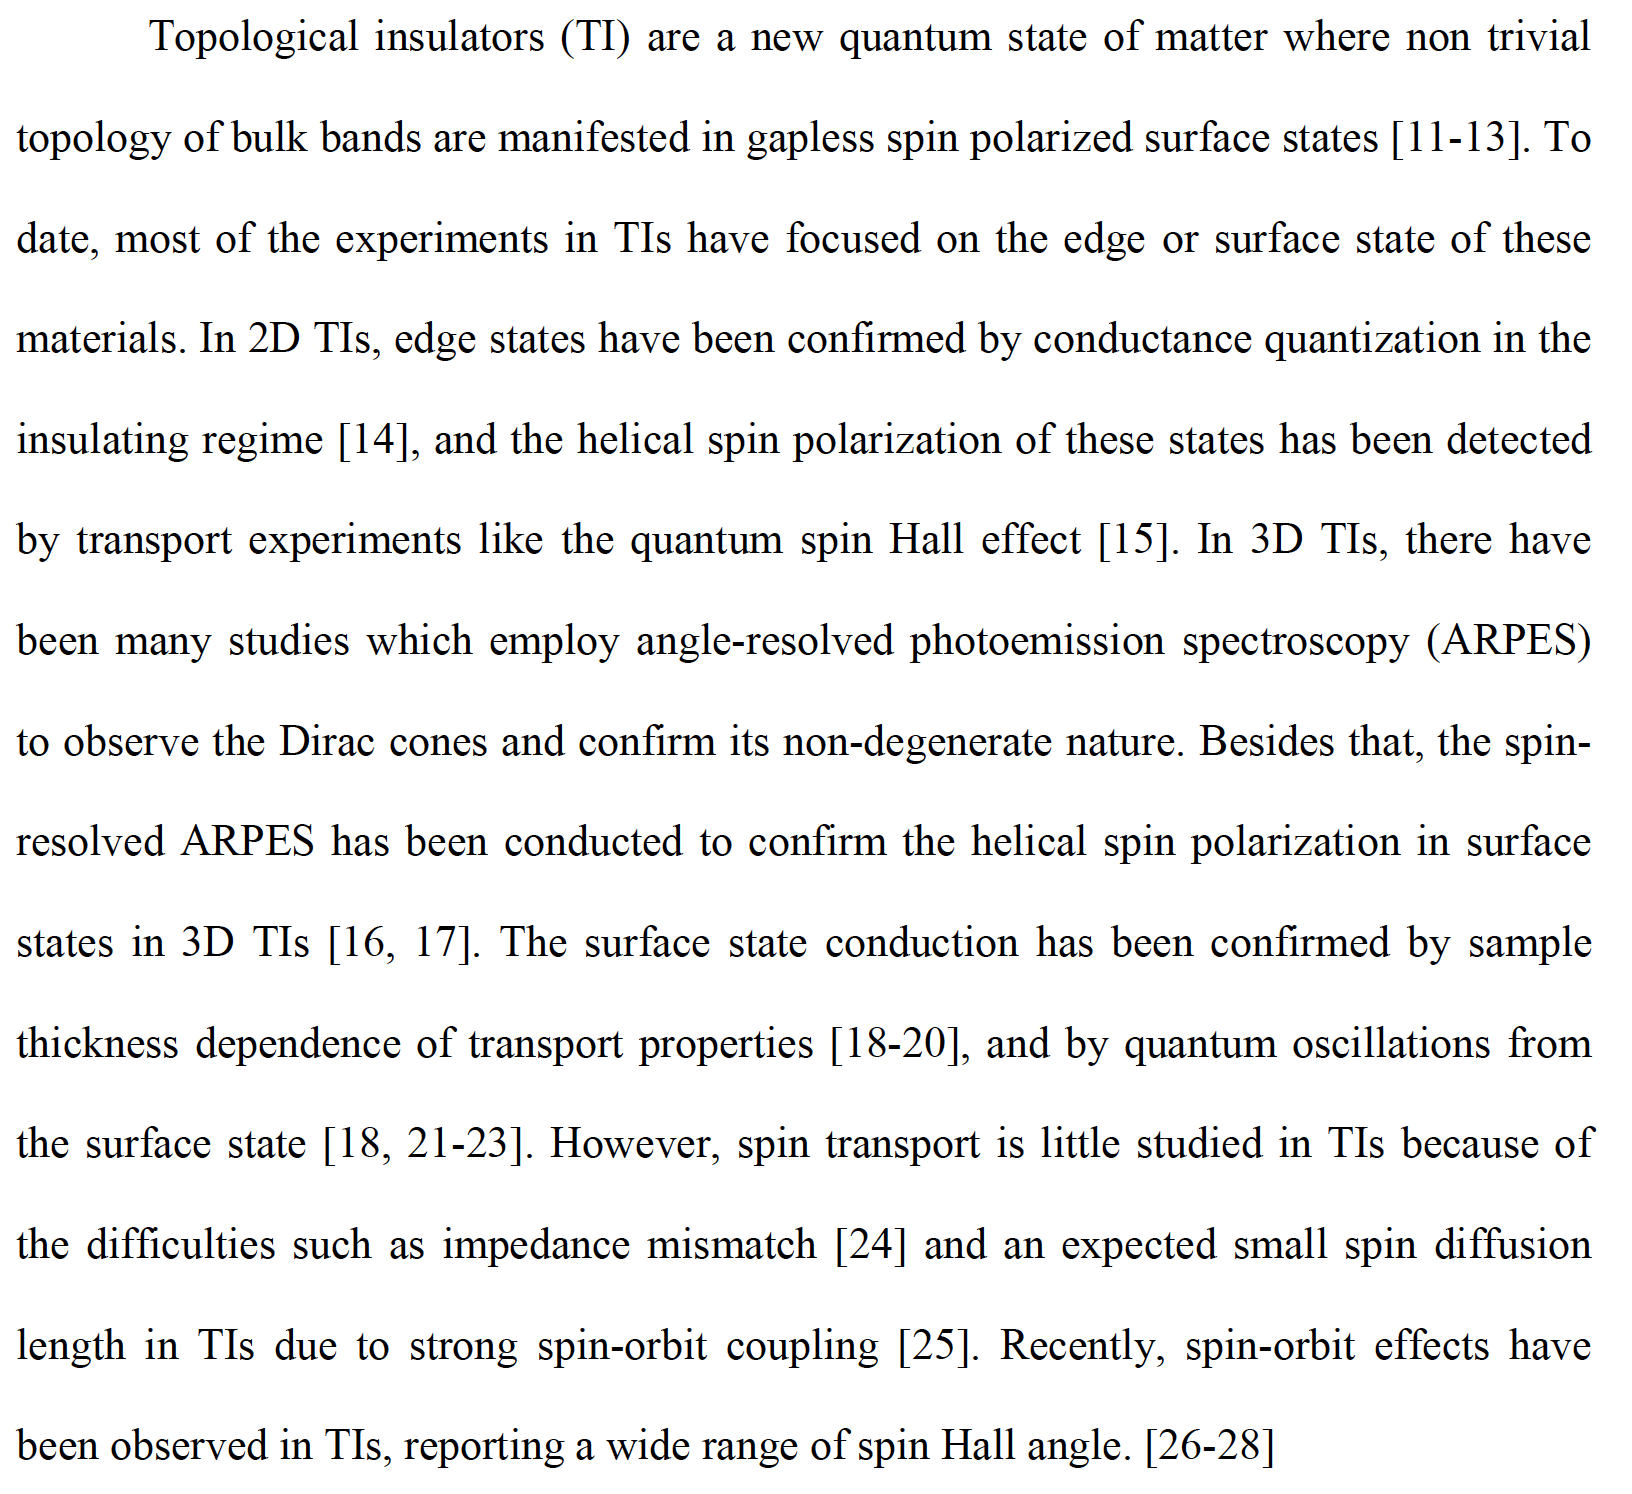 Topological insulators (TI) are a new quantum state of matter where non trivial
topology of bulk bands are manifested in gapless spin polarized surface states [11-13]. To
date, most of the experiments in TIs have focused on the edge or surface state of these
materials. In 2D TIs, edge states have been confirmed by conductance quantization in the
insulating regime [14], and the helical spin polarization of these states has been detected
by transport experiments like the quantum spin Hall effect [15]. In 3D TIs, there have
been many studies which employ angle-resolved photoemission spectroscopy (ARPES)
to observe the Dirac cones and confirm its non-degenerate nature. Besides that, the spin-
resolved ARPES has been conducted to confirm the helical spin polarization in surface
states in 3D TIs [16, 17]. The surface state conduction has been confirmed by sample
thickness dependence of transport properties [18-20], and by quantum oscillations from
the surface state [18, 21-23]. However, spin transport is little studied in TIs because of
the difficulties such as impedance mismatch [24] and an expected small spin diffusion
length in TIs due to strong spin-orbit coupling [25]. Recently, spin-orbit effects have
been observed in TIs, reporting a wide range of spin Hall angle. [26-28]